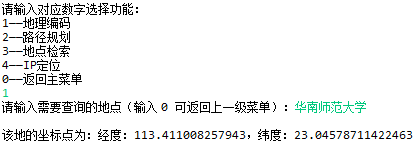 请输入对应数字选择功能：
1——地理编码
2——路径规划
3——地点检索
4——IP定位
0——返回主菜单
1
请输入需要查询的地点（输入0 可返回上一级菜单）：华南师范大学
该地的坐标点为：经度：113.411008257943，纬度：23.04578711422463